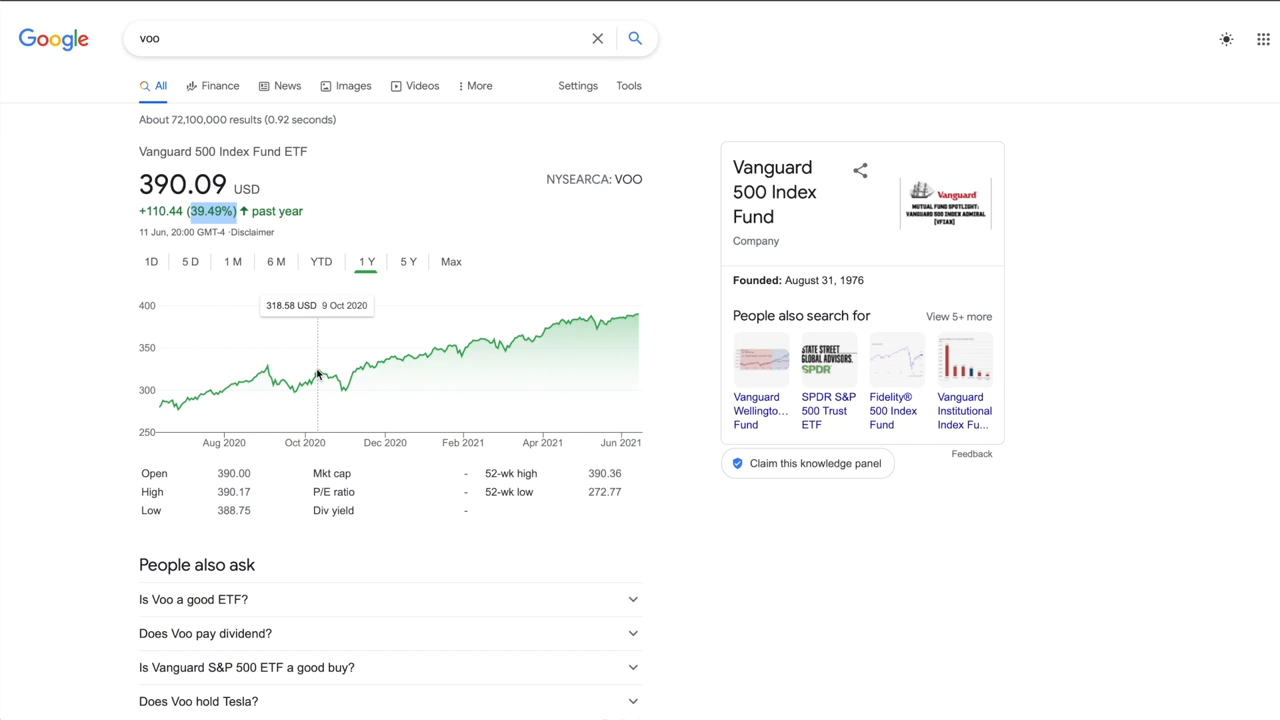 Google
voo
All
Finance
News
Images
Videos
More
Settings
Tools
About 72,100,000 results (0.92 seconds)
Vanguard 500 Index Fund ETF
390.09 USD
NYSEARCA: VOO
+110.44 (39.49%) ↑ past year
11 Jun, 20:00 GMT-4 ·Disclaimer
1D
5 D
1 M
6 M
YTD
1 Y
5 Y
Max
318.58 USD 9 Oct 2020
400
350
300
250
Aug 2020
Oct 2020
Dec 2020
Feb 2021
Apr 2021
Jun 2021
Open 390.00 Mkt cap - 52-wk high 390.36
High 390.17 P/E ratio - 52-wk low 272.77
Low 388.75 Div yield -
People also ask
Is Voo a good ETF?
Does Voo pay dividend?
Is Vanguard S&P 500 ETF a good buy?
Does Voo hold Tesla?
Vanguard
500 Index
Fund
Company
Vanguard
MUTUAL FUND SPOTLIGHT:
VANGUARD 500 INDEX ADMIRAL
(VFIAX)
Founded: August 31, 1976
People also search for
View 5+ more
STATE STREET
GLOBAL ADVISORS
SPDR
Vanguard
Wellingto...
Fund
SPDR S&P
500 Trust
ETF
Fidelity®
500 Index
Fund
Vanguard
Institutional
Index Fu...
Feedback
Claim this knowledge panel